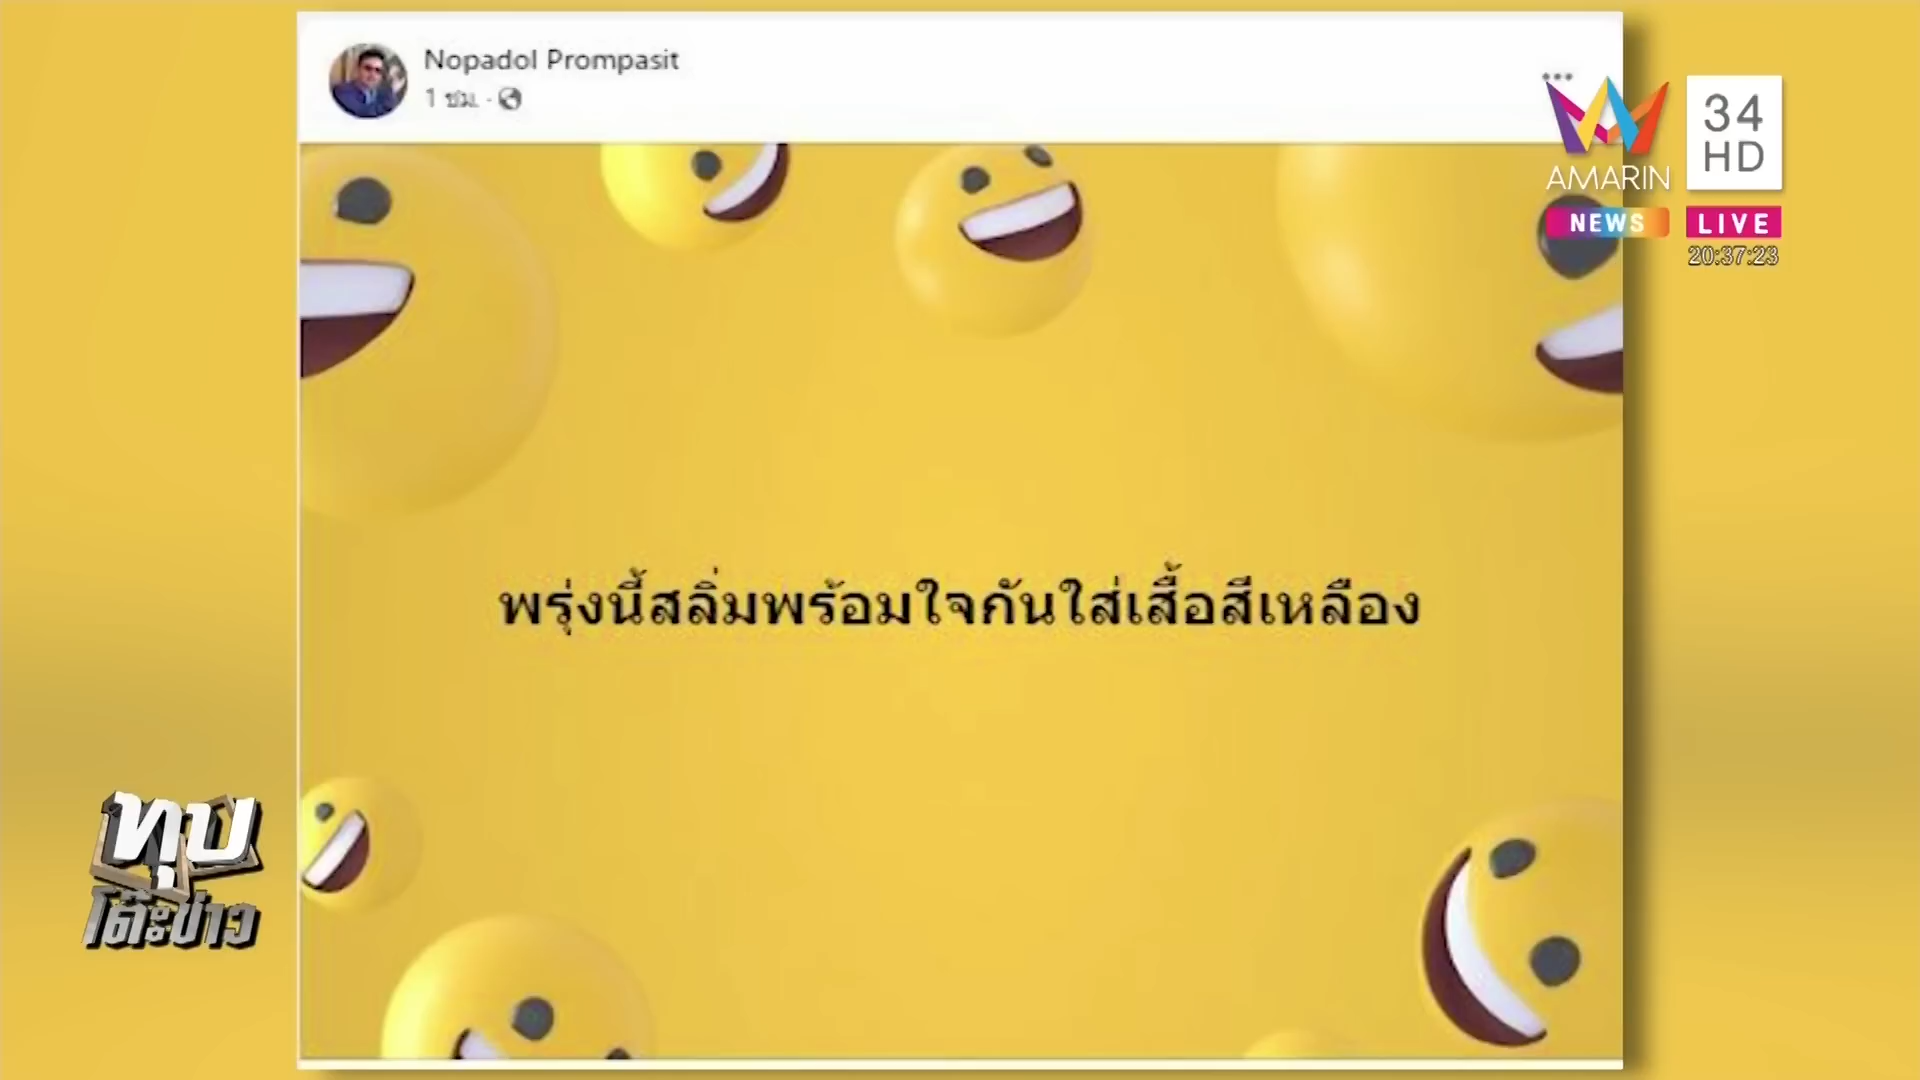 Nopadol Prompasit
1 ชม.
AMARIN
NEWS
34
HD
LIVE
20:37:23
พรุ่งนี้สลิ่มพร้อมใจกันใส่เสื้อสีเหลือง
ทุบ
โต๊ะข่าว